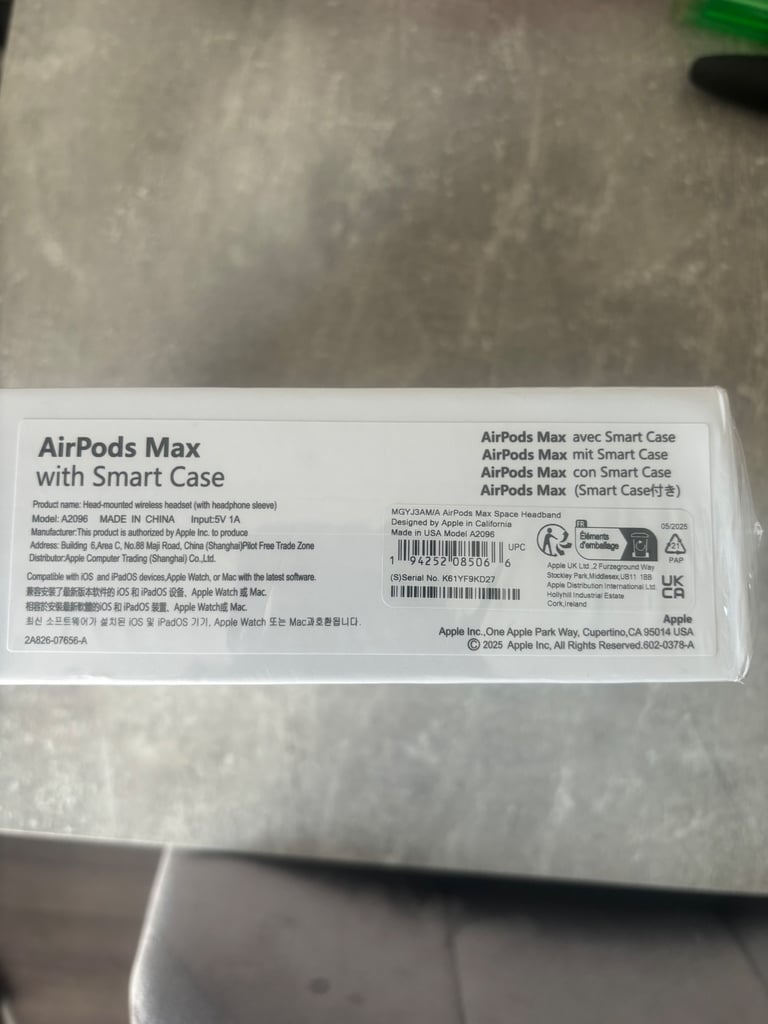 AirPods Max
with Smart Case
Product name: Head-mounted wireless headset (with headphone sleeve)
Model: A2096 MADE IN CHINA Input:5V 1A
Manufacturer:This product is authorized by Apple Inc. to produce
Address: Building 6,Area C, No.88 Maji Road, China (Shanghai)Pilot Free Trade Zone
Distributor:Apple Computer Trading (Shanghai) Co.,Ltd.
Compatible with iOS and iPadOS devices,Apple Watch, or Mac with the latest software.
兼容安装了最新版本软件的 iOS 和 iPadOS 设备、Apple Watch 或 Mac.
相容於安裝最新軟體的iOS 和 iPadOS 裝置、Apple Watch或 Mac.
최신 소프트웨어가 설치된 iOS 및 iPadOS 기기, Apple Watch 또는 Mac과호환됩니다.
2A826-07656-A
AirPods Max avec Smart Case
AirPods Max mit Smart Case
AirPods Max con Smart Case
AirPods Max (Smart Case付き)
MGYJ3AM/A AirPods Max Space Headband
Designed by Apple in California
Made in USA Model A2096
UPC
1 94252 08506 6
(S)Serial No. K61YF9KD27
FR
Éléments
d'emballage
05/2025
21
PAP
Apple UK Ltd .2 Furzeground Way
Stockley Park,Middlesex,UB11 1BB
Apple Distribution International Ltd
Hollyhill Industrial Estate
Cork,Ireland
UK
CA
Apple
Apple Inc.,One Apple Park Way, Cupertino,CA 95014 USA
© 2025 Apple Inc, All Rights Reserved.602-0378-A